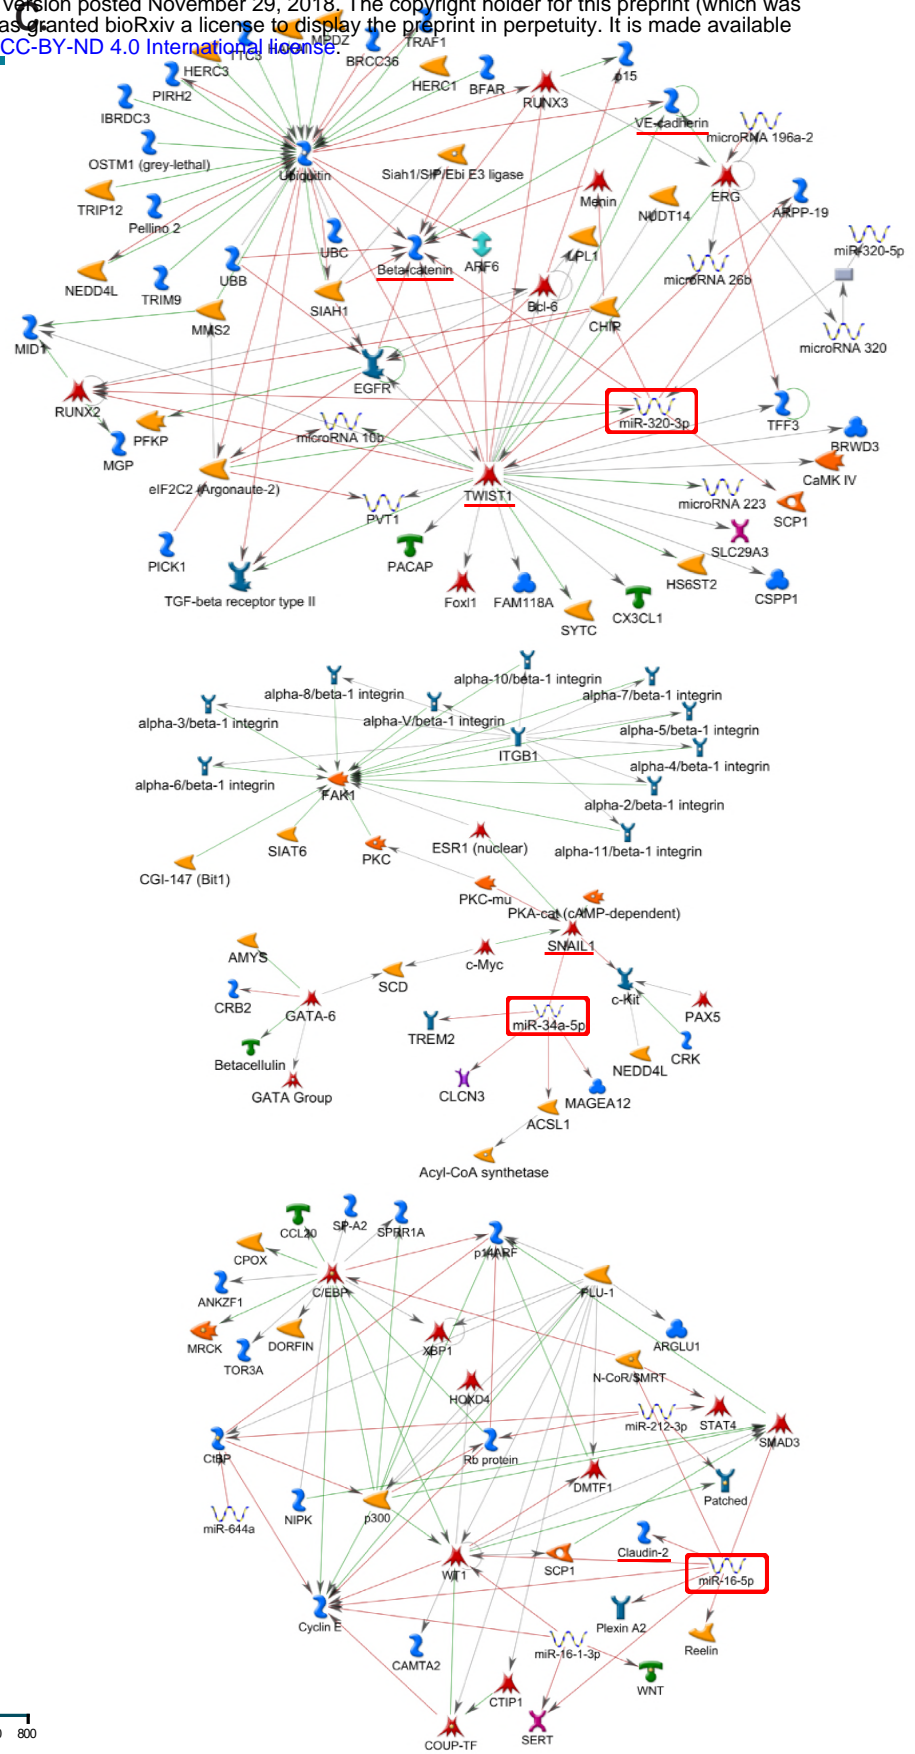 version posted November 29, 2018. The copyright holder for this preprint (which was
as granted bioRxiv a license to display the preprint in perpetuity. It is made available
CC-BY-ND 4.0 International license.
C.
TTC3
HERC3
MPDZ
BRCC36
TRAF1
PIRH2
HERC1
BFAR
RUNX3
p15
IBRDC3
VE-cadherin
microRNA 196a-2
OSTM1 (grey-lethal)
Ubiquitin
Siah1/SIP/Ebi E3 ligase
TRIP12
Menin
NUDT14
ERG
ARPP-19
Pellino 2
UBC
Beta-catenin
ARF6
UPL1
miR-320-5p
NEDD4L
TRIM9
UBB
SIAH1
Bcl-6
microRNA 26b
MID1
MMS2
CHIP
microRNA 320
RUNX2
EGFR
PFKP
microRNA 10b
miR-320-3p
TFF3
BRWD3
MGP
eIF2C2 (Argonaute-2)
TWIST1
CaMK IV
PVT1
microRNA 223
SCP1
PICK1
PACAP
SLC29A3
TGF-beta receptor type II
Foxl1
FAM118A
HS6ST2
CSPP1
SYTC
CX3CL1
alpha-10/beta-1 integrin
alpha-8/beta-1 integrin
alpha-7/beta-1 integrin
alpha-3/beta-1 integrin
alpha-V/beta-1 integrin
alpha-5/beta-1 integrin
ITGB1
alpha-4/beta-1 integrin
alpha-6/beta-1 integrin
FAK1
alpha-2/beta-1 integrin
SIAT6
PKC
ESR1 (nuclear)
alpha-11/beta-1 integrin
CGI-147 (Bit1)
PKC-mu
PKA-cat (cAMP-dependent)
AMYS
c-Myc
SNAIL1
SCD
CRB2
GATA-6
c-Kit
PAX5
TREM2
miR-34a-5p
Betacellulin
NEDD4L
CRK
GATA Group
CLCN3
MAGEA12
ACSL1
Acyl-CoA synthetase
CCL20
SP-A2
SPRR1A
CPOX
p14ARF
ANKZF1
C/EBP
PLU-1
MRCK
TOR3A
DORFIN
XBP1
ARGLU1
N-CoR/SMRT
HOXD4
miR-212-3p
STAT4
SMAD3
CtBP
Rb protein
DMTF1
Patched
miR-644a
NIPK
p300
WT1
SCP1
Claudin-2
miR-16-5p
Cyclin E
Plexin A2
Reelin
CAMTA2
miR-16-1-3p
WNT
CTIP1
COUP-TF
SERT
800